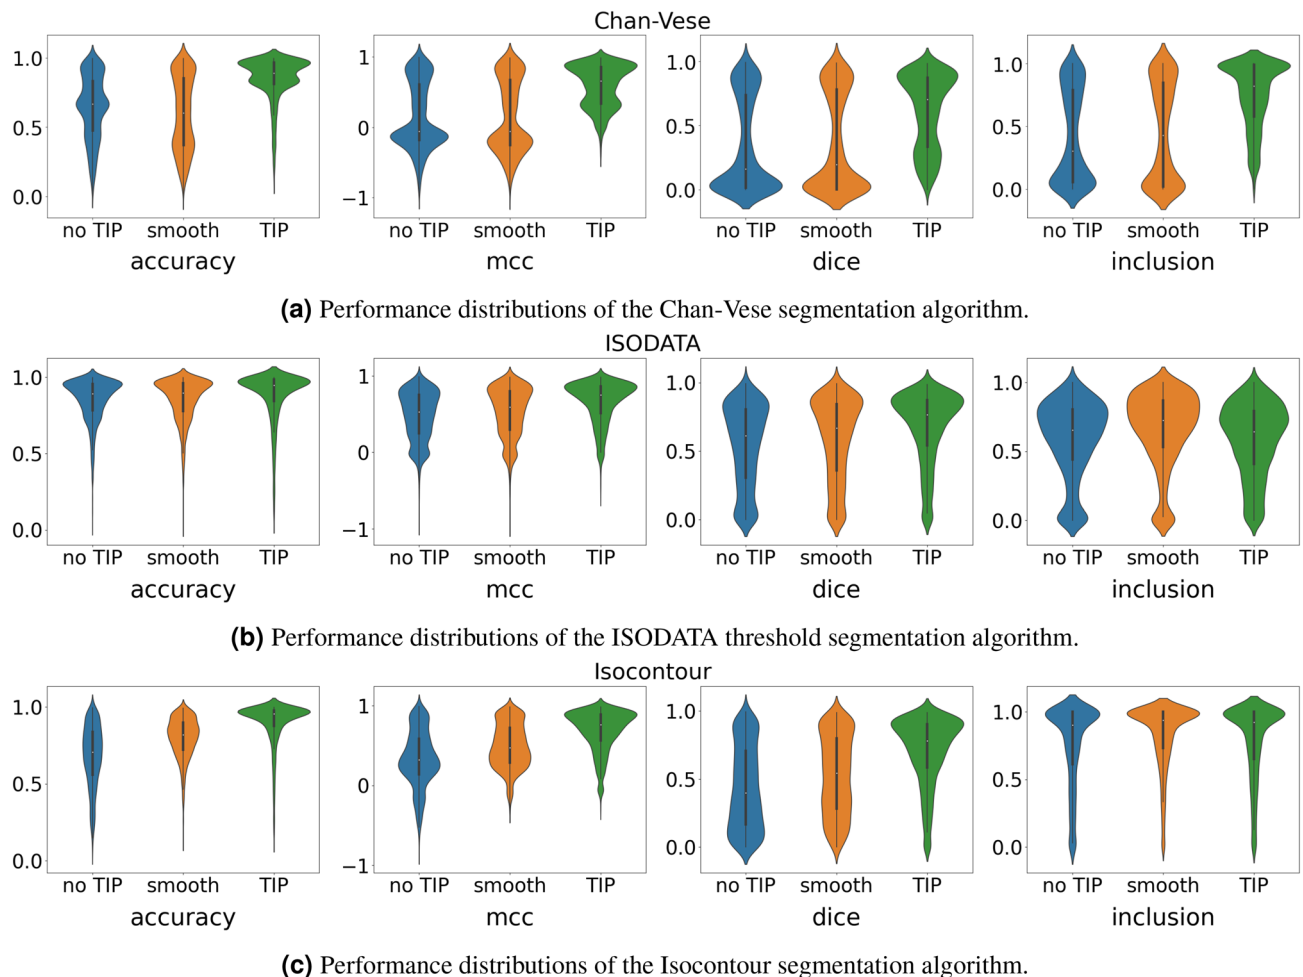 Chan-Vese
1.0
0.5
0.0
no TIP smooth TIP
accuracy
1
0
−1
no TIP smooth TIP
mcc
1.0
0.5
0.0
no TIP smooth TIP
dice
1.0
0.5
0.0
no TIP smooth TIP
inclusion
(a) Performance distributions of the Chan-Vese segmentation algorithm.
ISODATA
1.0
0.5
0.0
no TIP smooth TIP
accuracy
1
0
−1
no TIP smooth TIP
mcc
1.0
0.5
0.0
no TIP smooth TIP
dice
1.0
0.5
0.0
no TIP smooth TIP
inclusion
(b) Performance distributions of the ISODATA threshold segmentation algorithm.
Isocontour
1.0
0.5
0.0
no TIP smooth TIP
accuracy
1
0
−1
no TIP smooth TIP
mcc
1.0
0.5
0.0
no TIP smooth TIP
dice
1.0
0.5
0.0
no TIP smooth TIP
inclusion
(c) Performance distributions of the Isocontour segmentation algorithm.